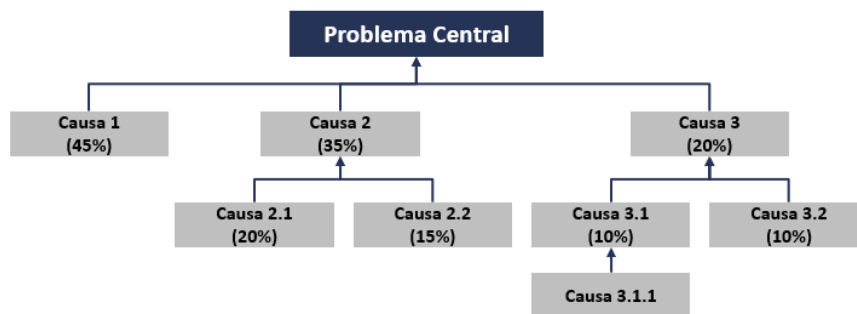 Problema Central
Causa 1
(45%)
Causa 2
(35%)
Causa 3
(20%)
Causa 2.1
(20%)
Causa 2.2
(15%)
Causa 3.1
(10%)
Causa 3.2
(10%)
Causa 3.1.1